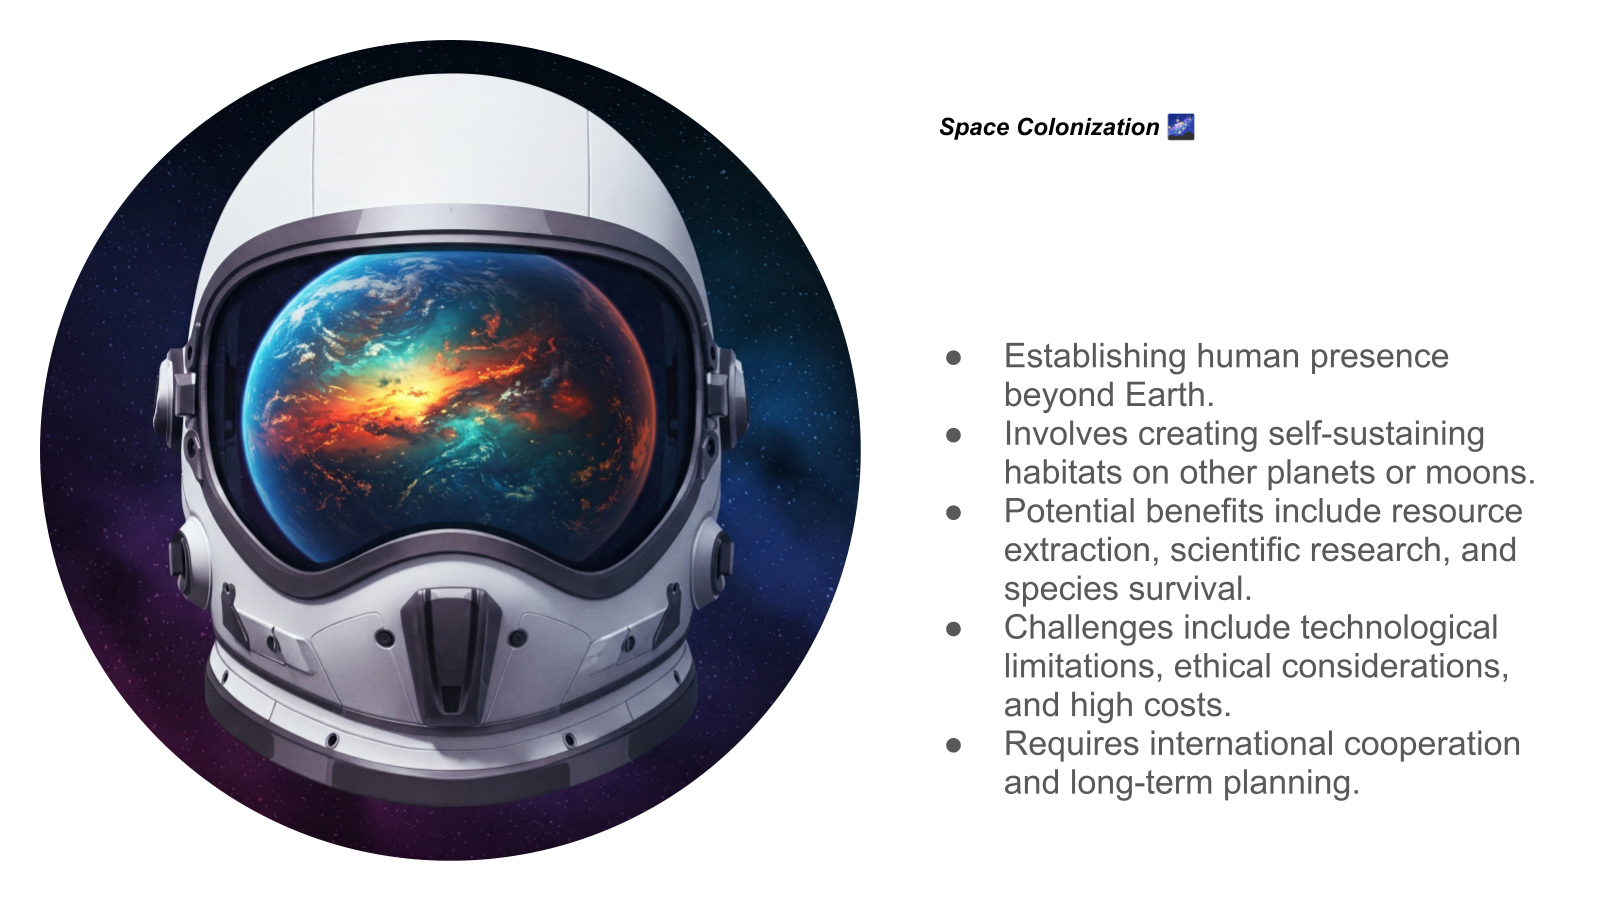 Space Colonization 🌌
● Establishing human presence
beyond Earth.
● Involves creating self-sustaining
habitats on other planets or moons.
● Potential benefits include resource
extraction, scientific research, and
species survival.
● Challenges include technological
limitations, ethical considerations,
and high costs.
● Requires international cooperation
and long-term planning.